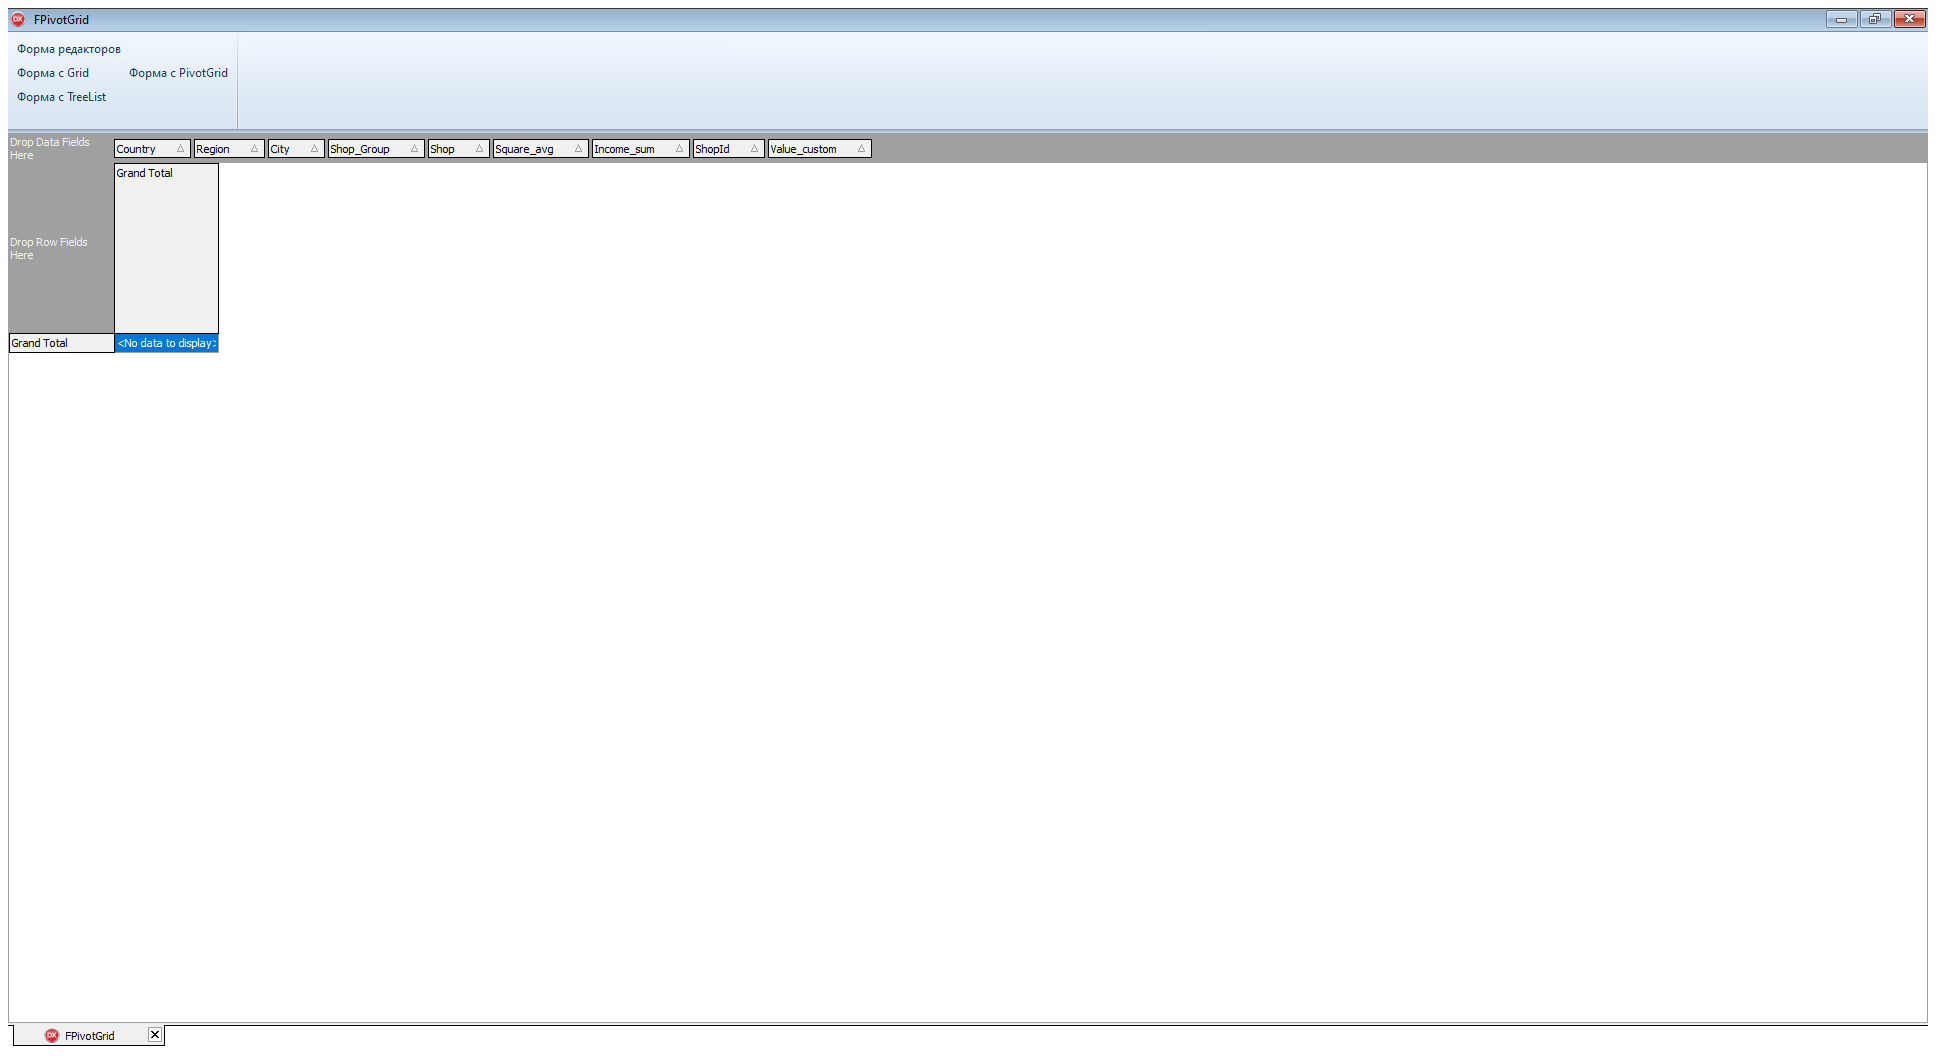 FPivotGrid
Форма редакторов
Форма с Grid Форма с PivotGrid
Форма с TreeList
Drop Data Fields
Here
Country Region City Shop_Group Shop Square_avg Income_sum ShopId Value_custom
Grand Total
Drop Row Fields
Here
Grand Total <No data to display>
FPivotGrid